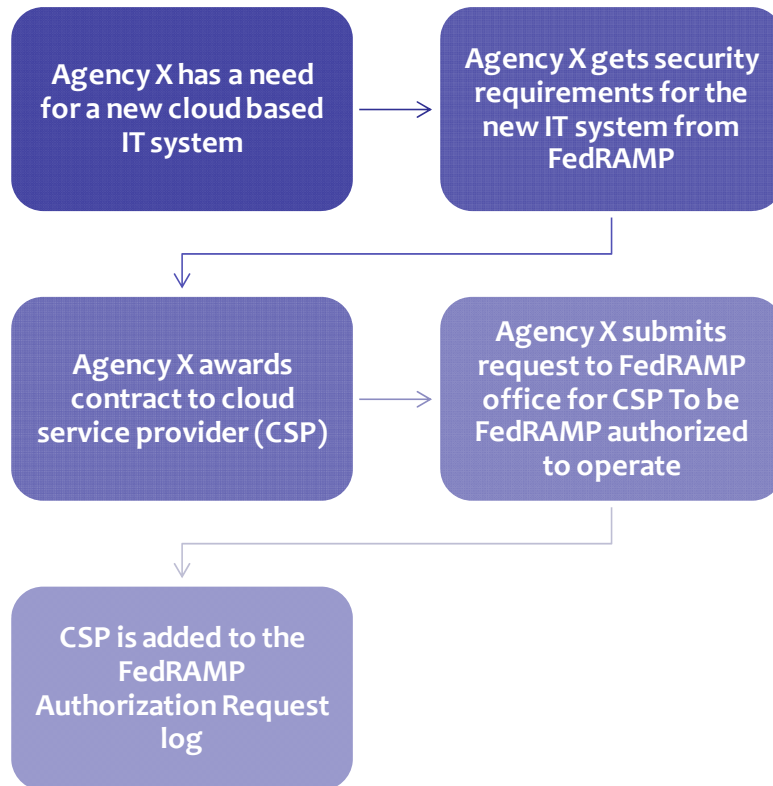 Agency X has a need
for a new cloud based
IT system
Agency X gets security
requirements for the
new IT system from
FedRAMP
Agency X awards
contract to cloud
service provider (CSP)
Agency X submits
request to FedRAMP
office for CSP To be
FedRAMP authorized
to operate
CSP is added to the
FedRAMP
Authorization Request
log